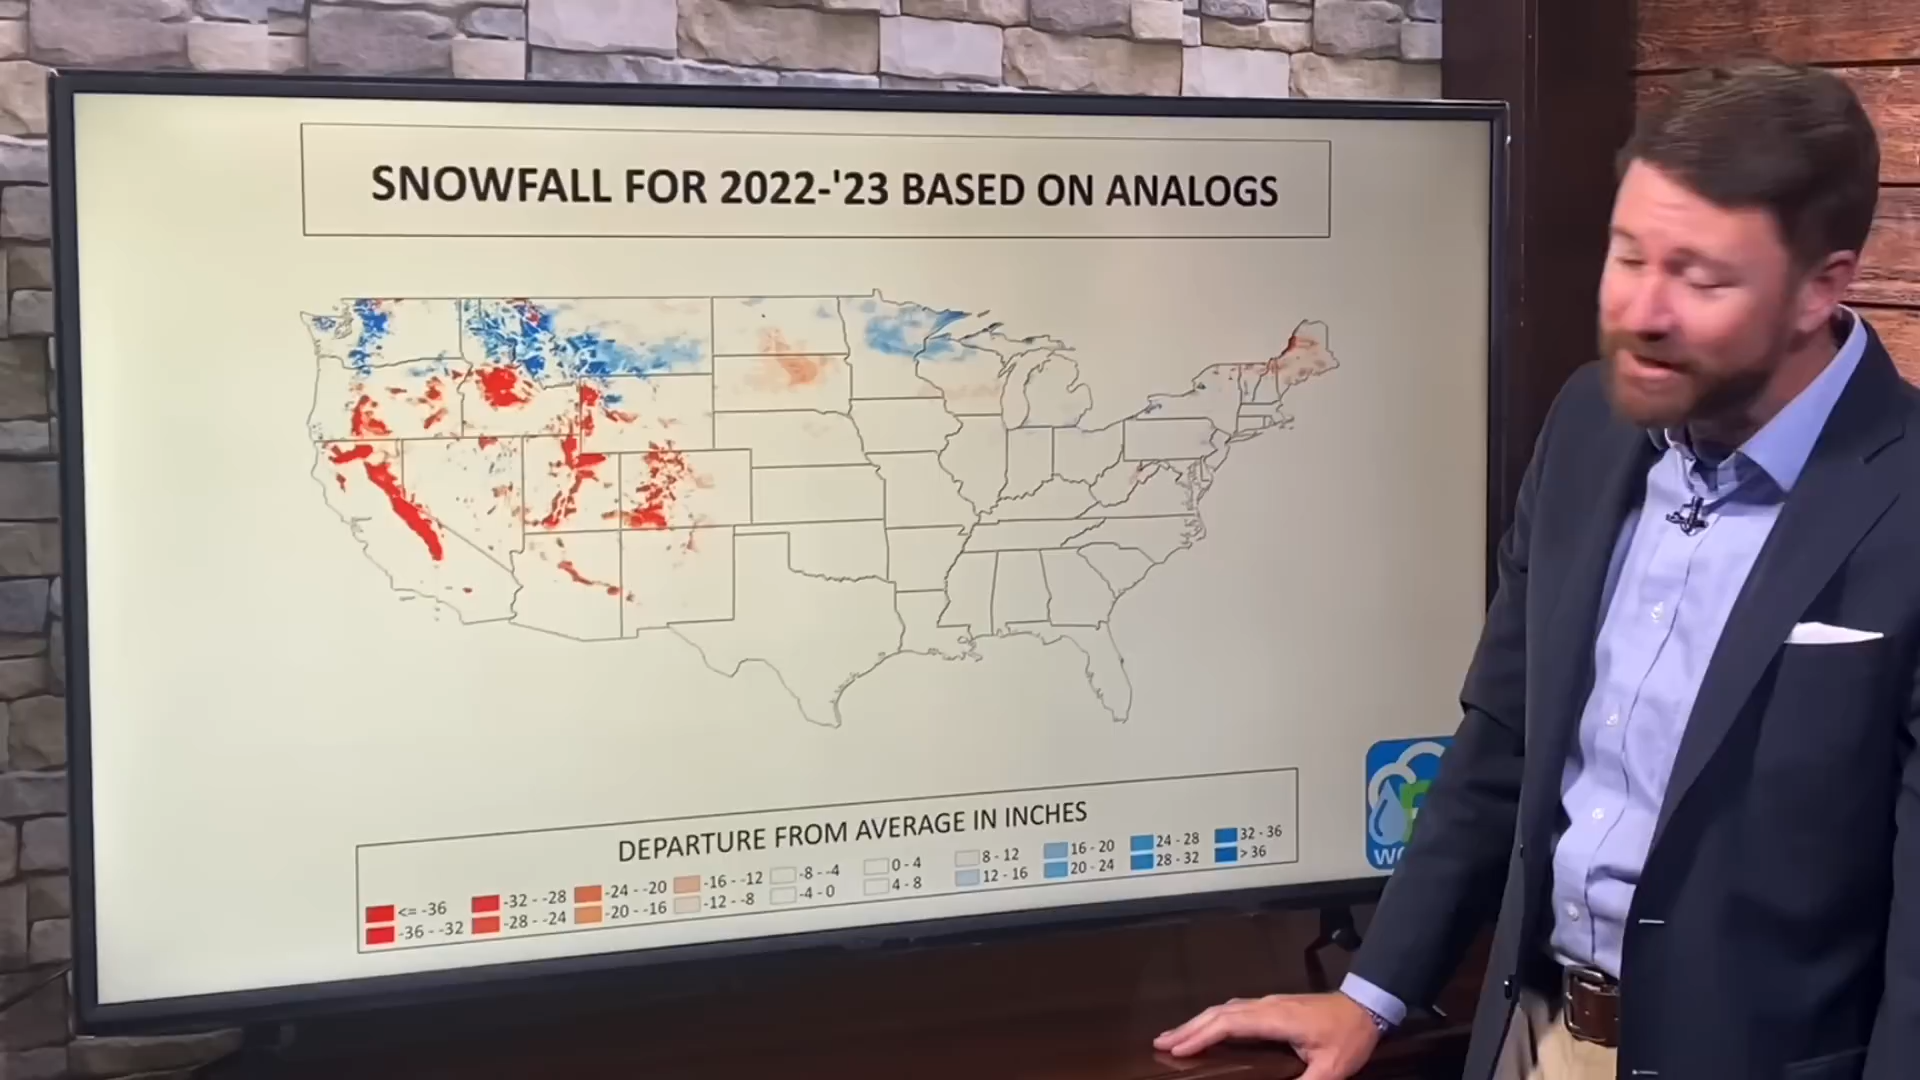 SNOWFALL FOR 2022-'23 BASED ON ANALOGS
DEPARTURE FROM AVERAGE IN INCHES
<= -36
-36 - -32
-32 - -28
-28 - -24
-24 - -20
-20 - -16
-16 - -12
-12 - -8
-8 - -4
-4 - 0
0 - 4
4 - 8
8 - 12
12 - 16
16 - 20
20 - 24
24 - 28
28 - 32
32 - 36
> 36